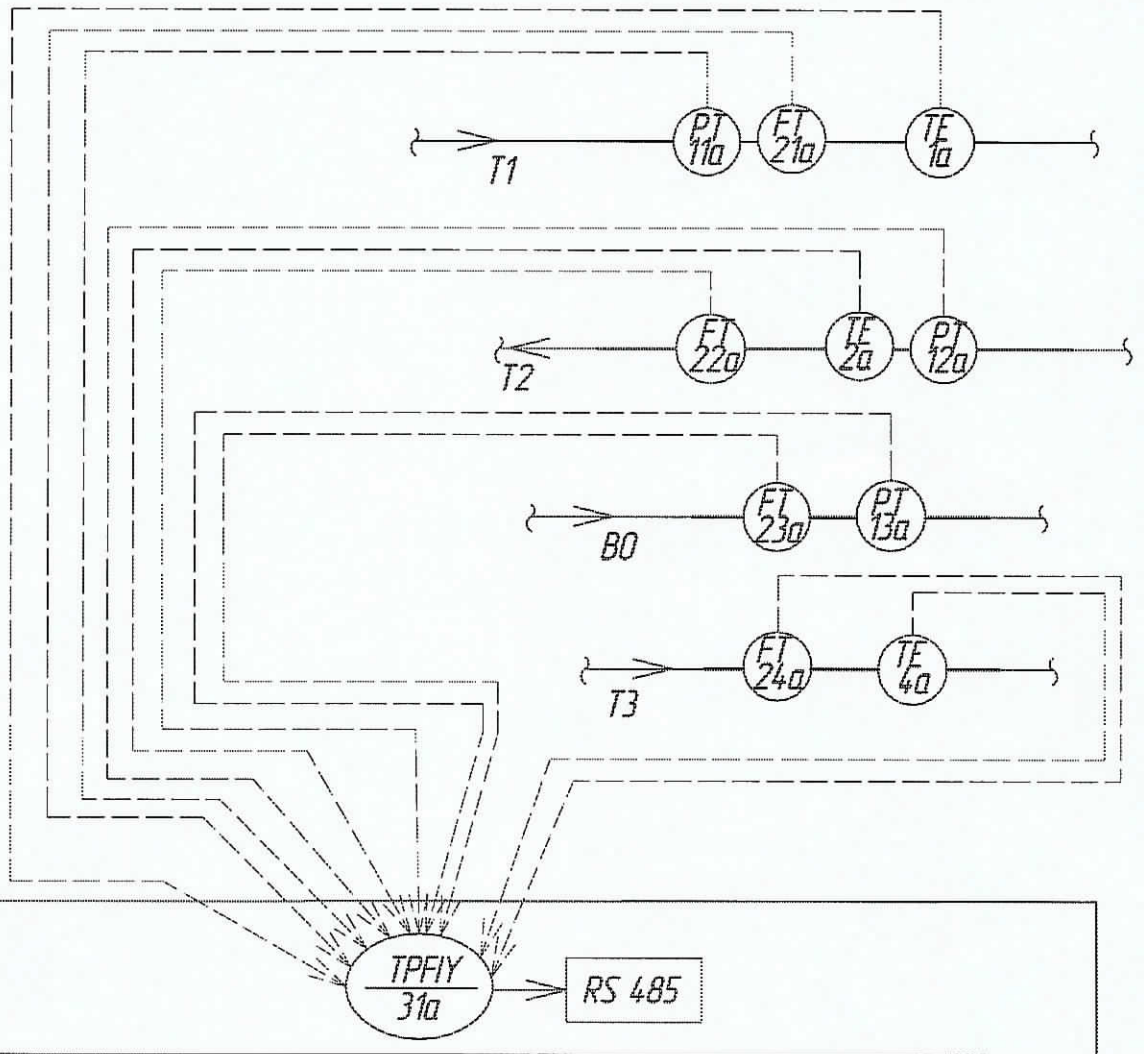 PT FT TE
11a 21a 1a
T1
FT TE PT
22a 2a 12a
T2
FT PT
23a 13a
B0
FT TE
24a 4a
T3
TPFIY
31a
RS 485